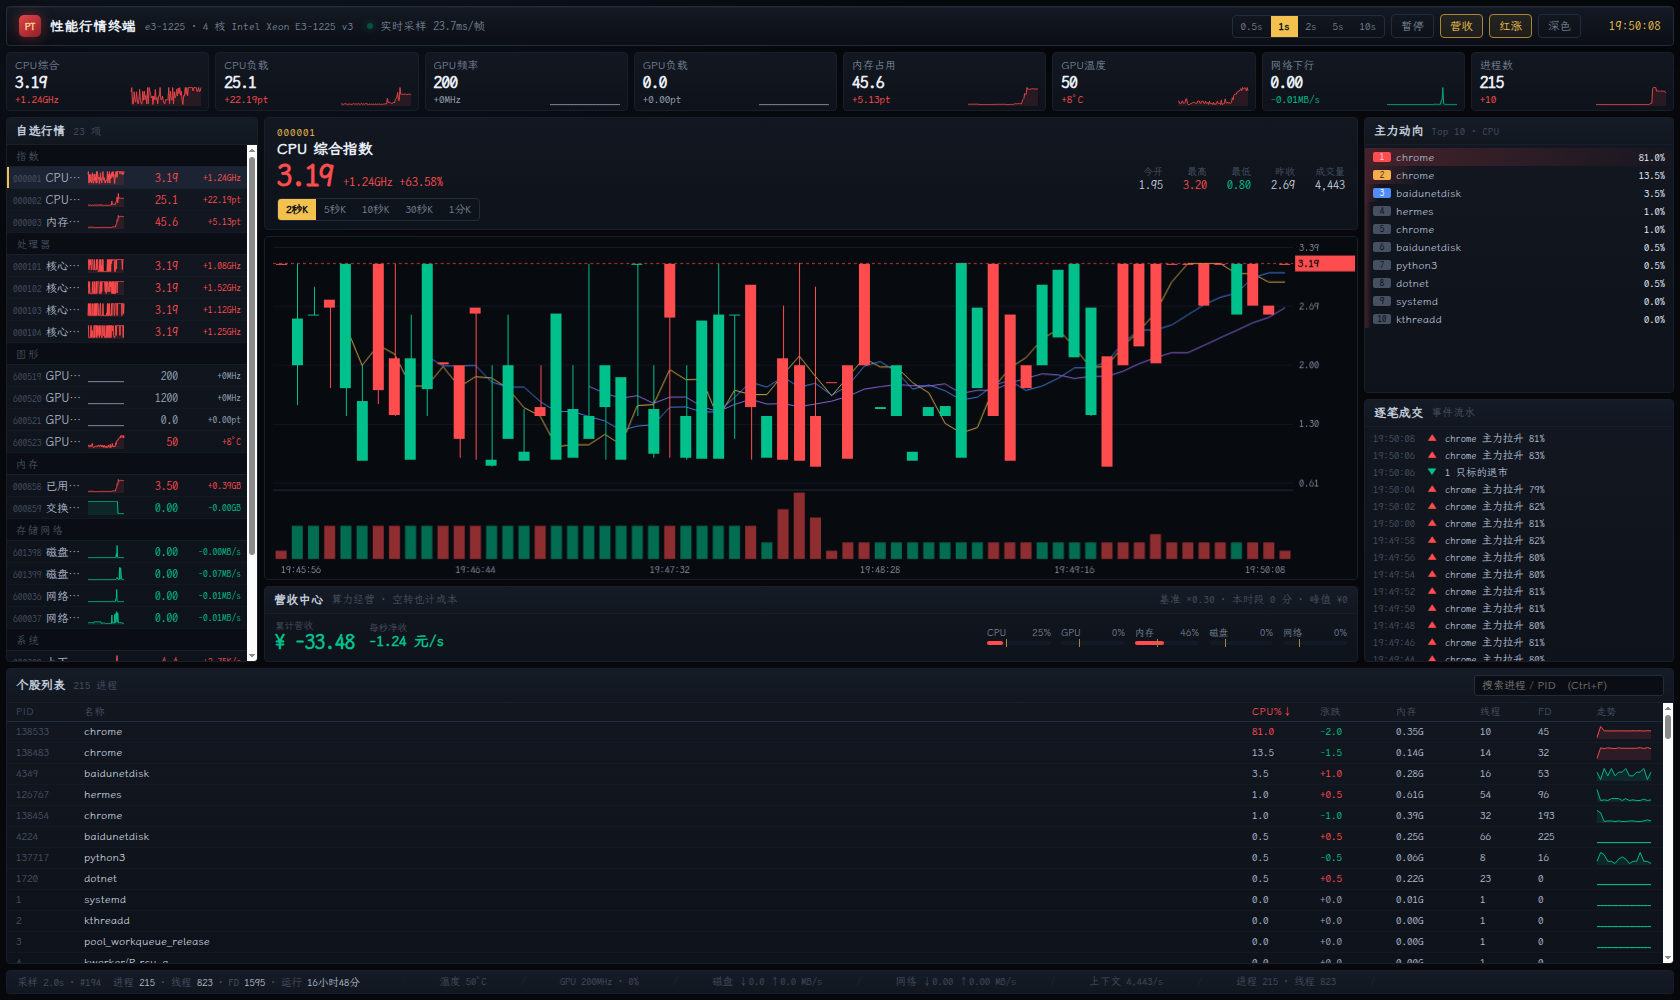 PT 性能行情终端 e3-1225 · 4 核 Intel Xeon E3-1225 v3 实时采样 23.7ms/帧 0.5s 1s 2s 5s 10s 暂停 营收 红涨 深色 19:50:08
CPU综合 CPU负载 GPU频率 GPU负载 内存占用 GPU温度 网络下行 进程数
3.19 25.1 200 0.0 45.6 50 0.00 215
+1.24GHz +22.19pt +0MHz +0.00pt +5.13pt +8°C -0.01MB/s +10
自选行情 23 项
指数
000001 CPU··· 3.19 +1.24GHz
000002 CPU··· 25.1 +22.19pt
000003 内存··· 45.6 +5.13pt
处理器
000101 核心··· 3.19 +1.08GHz
000102 核心··· 3.19 +1.52GHz
000103 核心··· 3.19 +1.12GHz
000104 核心··· 3.19 +1.25GHz
图形
600519 GPU··· 200 +0MHz
600520 GPU··· 1200 +0MHz
600521 GPU··· 0.0 +0.00pt
600523 GPU··· 50 +8°C
内存
000858 已用··· 3.50 +0.39GB
000859 交换··· 0.00 -0.00GB
存储网络
601398 磁盘··· 0.00 -0.00MB/s
601399 磁盘··· 0.00 -0.07MB/s
600036 网络··· 0.00 -0.01MB/s
600037 网络··· 0.00 -0.01MB/s
系统
000001
CPU 综合指数
3.19 +1.24GHz +63.58%
今开 最高 最低 昨收 成交量
1.95 3.20 0.80 2.69 4,443
2秒K 5秒K 10秒K 30秒K 1分K
3.39
3.19
2.69
2.00
1.30
0.61
19:45:56 19:46:44 19:47:32 19:48:28 19:49:16 19:50:08
营收中心 算力经营 · 空转也计成本 基准 ×0.30 · 本时段 0 分 · 峰值 ¥0
累计营收 每秒净收
¥ -33.48 -1.24 元/s
CPU 25% GPU 0% 内存 46% 磁盘 0% 网络 0%
主力动向 Top 10 · CPU
1 chrome 81.0%
2 chrome 13.5%
3 baidunetdisk 3.5%
4 hermes 1.0%
5 chrome 1.0%
6 baidunetdisk 0.5%
7 python3 0.5%
8 dotnet 0.5%
9 systemd 0.0%
10 kthreadd 0.0%
逐笔成交 事件流水
19:50:08 ▲ chrome 主力拉升 81%
19:50:06 ▲ chrome 主力拉升 83%
19:50:06 ▼ 1 只标的退市
19:50:04 ▲ chrome 主力拉升 79%
19:50:02 ▲ chrome 主力拉升 82%
19:50:00 ▲ chrome 主力拉升 81%
19:49:58 ▲ chrome 主力拉升 82%
19:49:56 ▲ chrome 主力拉升 80%
19:49:54 ▲ chrome 主力拉升 80%
19:49:52 ▲ chrome 主力拉升 81%
19:49:50 ▲ chrome 主力拉升 81%
19:49:48 ▲ chrome 主力拉升 80%
19:49:46 ▲ chrome 主力拉升 81%
19:49:44 ▲ chrome 主力拉升 80%
个股列表 215 进程 搜索进程 / PID (Ctrl+F)
PID 名称 CPU%↓ 涨跌 内存 线程 FD 走势
138533 chrome 81.0 -2.0 0.35G 10 45
138483 chrome 13.5 -1.5 0.14G 14 32
4349 baidunetdisk 3.5 +1.0 0.28G 16 53
126767 hermes 1.0 +0.5 0.61G 54 96
138454 chrome 1.0 -1.0 0.39G 32 193
4224 baidunetdisk 0.5 +0.5 0.25G 66 225
137717 python3 0.5 -0.5 0.06G 8 16
1720 dotnet 0.5 +0.5 0.22G 23 0
1 systemd 0.0 +0.0 0.01G 1 0
2 kthreadd 0.0 +0.0 0.00G 1 0
3 pool_workqueue_release 0.0 +0.0 0.00G 1 0
采样 2.0s · #194 进程 215 · 线程 823 · FD 1595 · 运行 16小时48分 温度 50°C GPU 200MHz · 0% 磁盘 ↓0.0 ↑0.0 MB/s 网络 ↓0.00 ↑0.00 MB/s 上下文 4,443/s 进程 215 · 线程 823